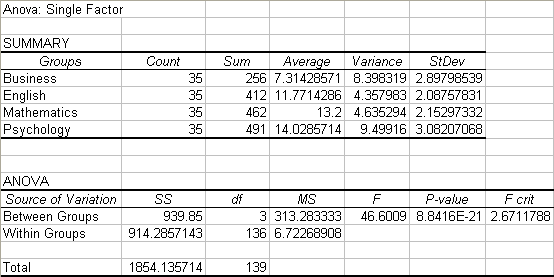 Anova: Single Factor
SUMMARY
Groups Count Sum Average Variance StDev
Business 35 256 7.31428571 8.398319 2.89798539
English 35 412 11.7714286 4.357983 2.08757831
Mathematics 35 462 13.2 4.635294 2.15297332
Psychology 35 491 14.0285714 9.49916 3.08207068
ANOVA
Source of Variation SS df MS F P-value F crit
Between Groups 939.85 3 313.283333 46.6009 8.8416E-21 2.6711788
Within Groups 914.2857143 136 6.72268908
Total 1854.135714 139